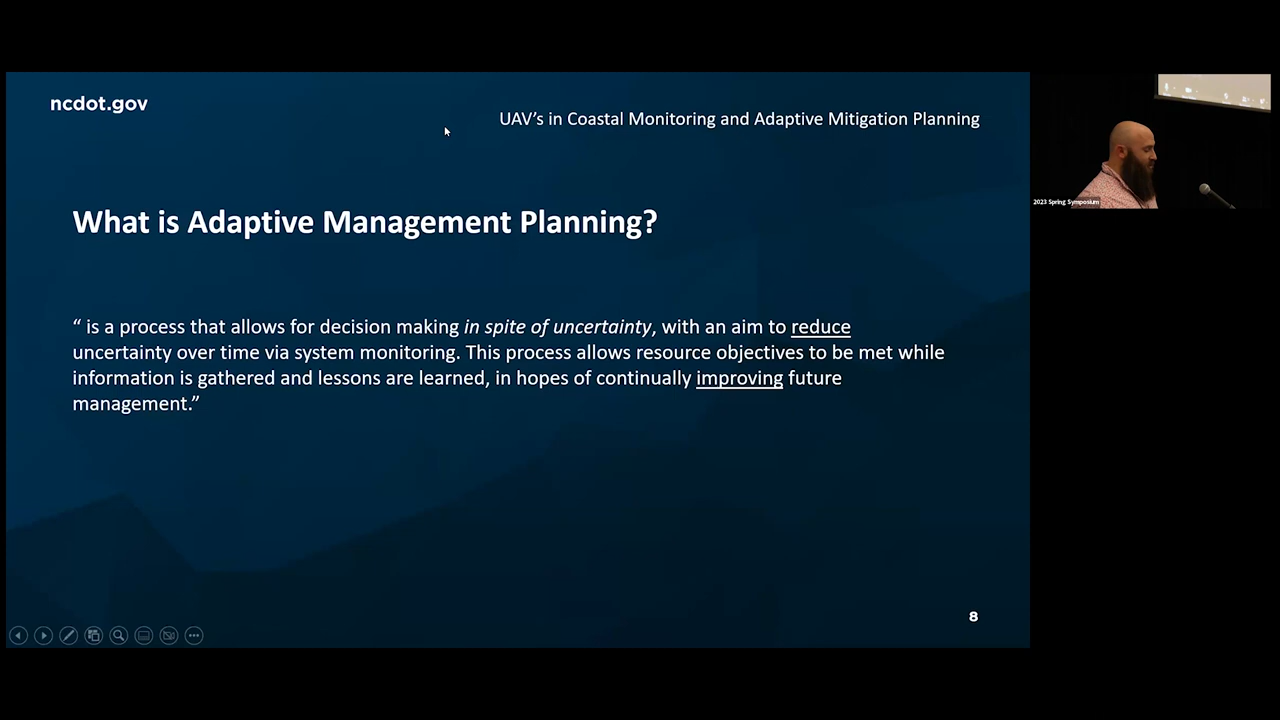 ncdot.gov
UAV's in Coastal Monitoring and Adaptive Mitigation Planning
What is Adaptive Management Planning?
“ is a process that allows for decision making in spite of uncertainty, with an aim to reduce
uncertainty over time via system monitoring. This process allows resource objectives to be met while
information is gathered and lessons are learned, in hopes of continually improving future
management.”
8
2023 Spring Symposium